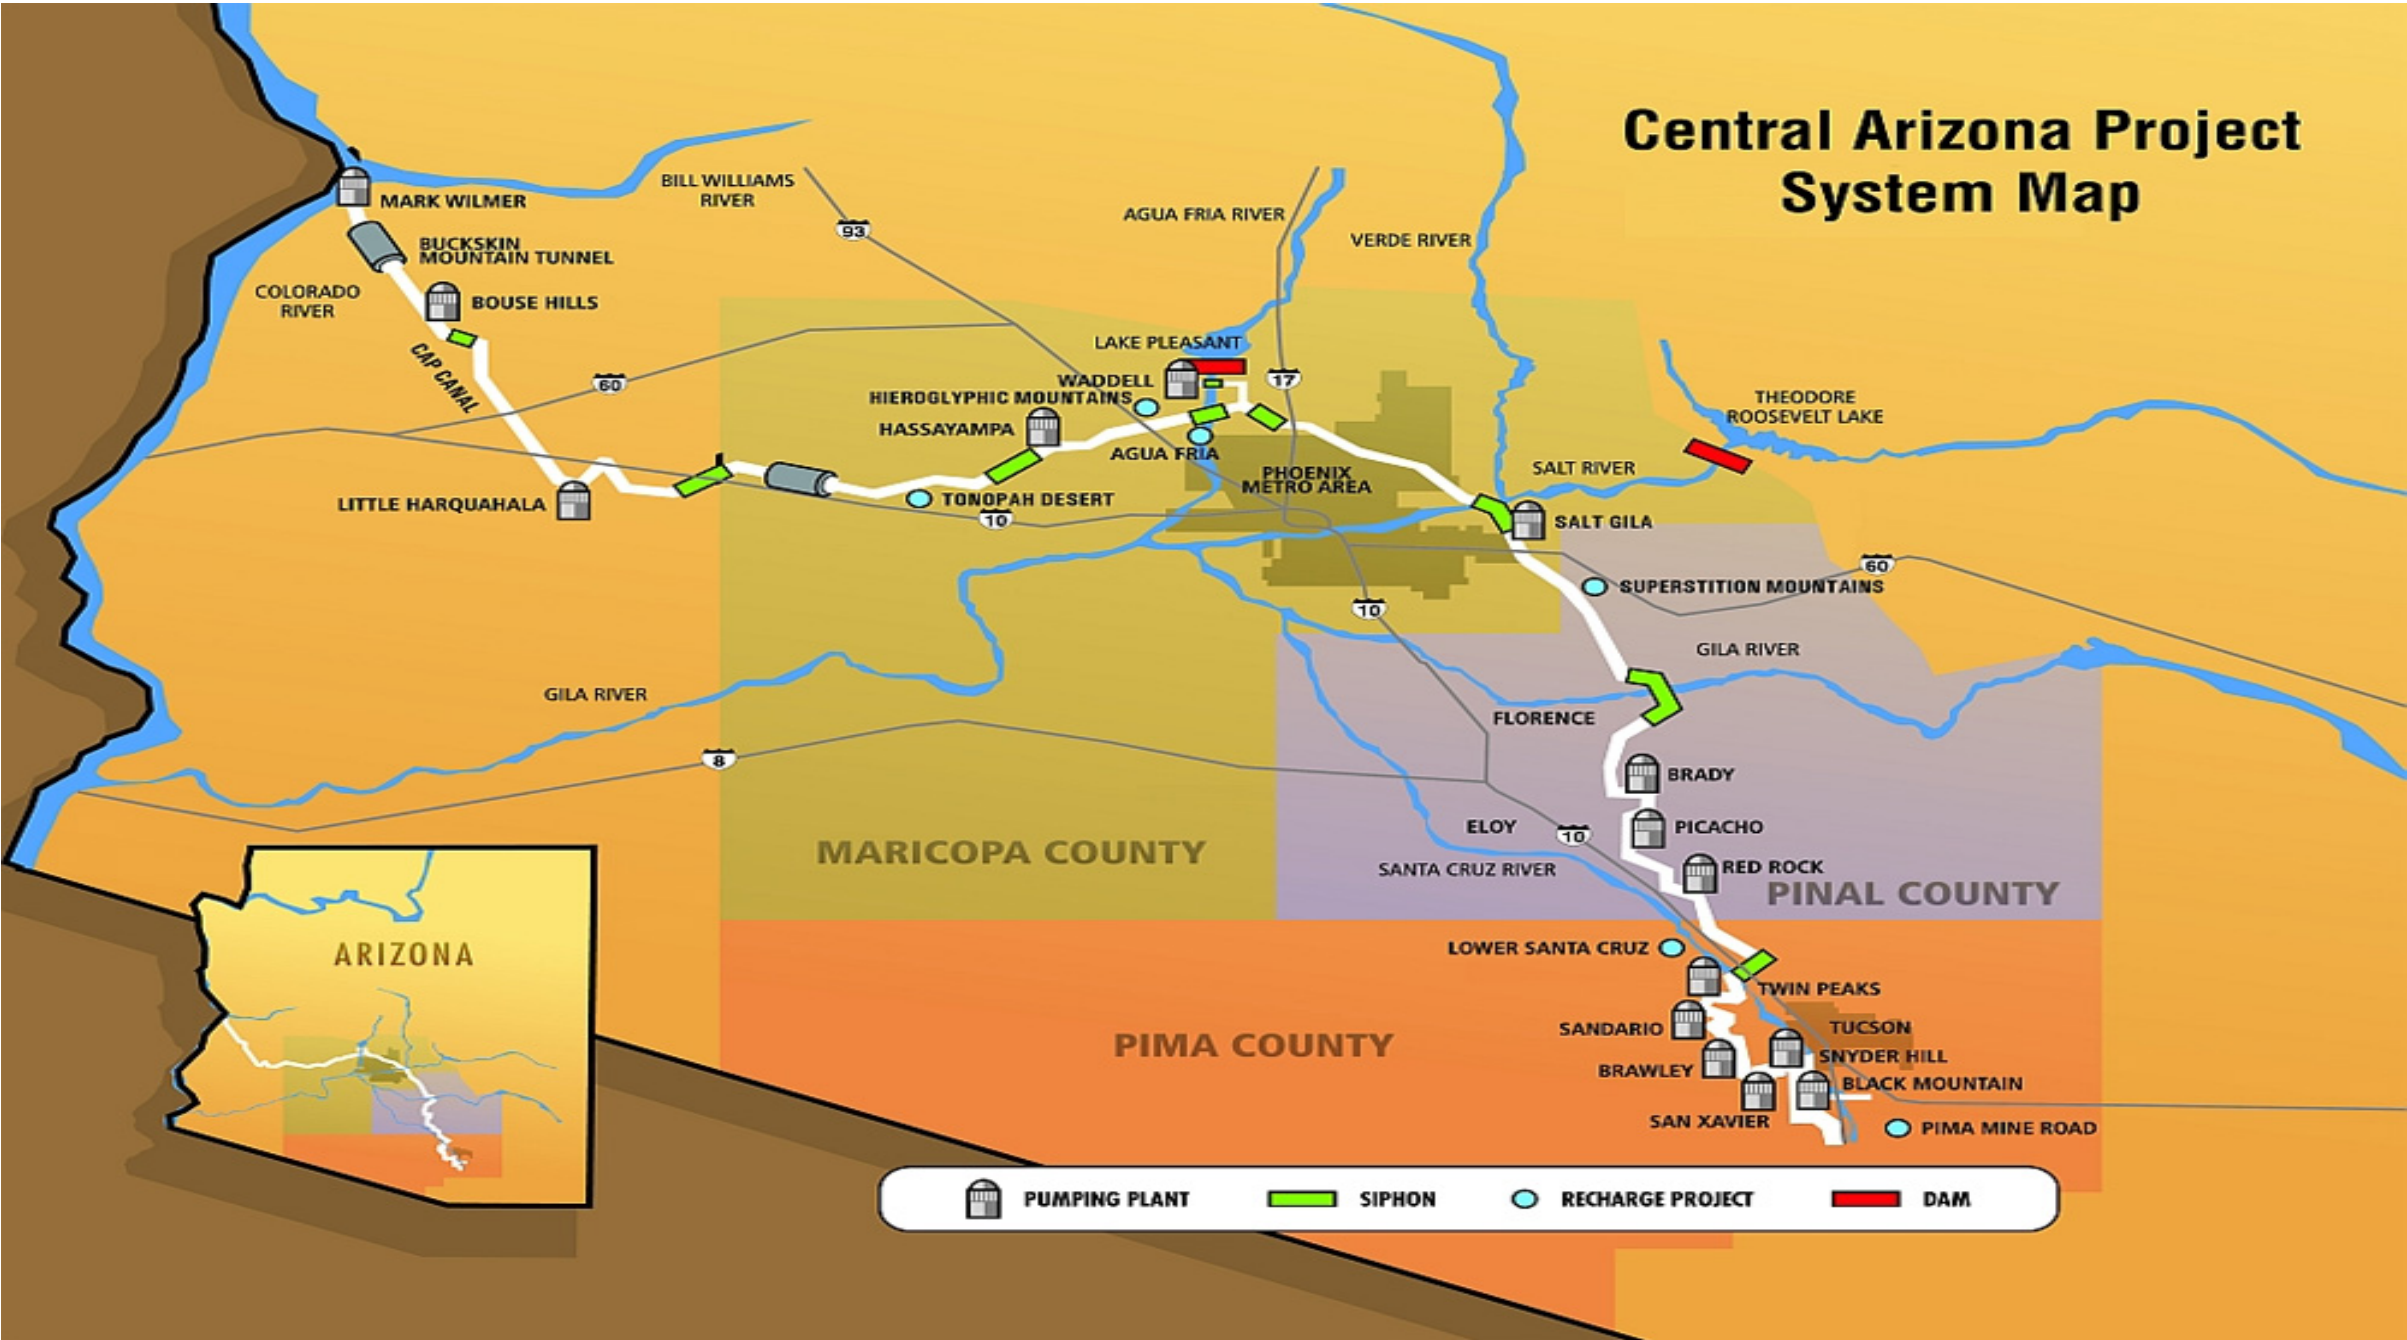 Central Arizona Project
System Map
BILL WILLIAMS
RIVER
MARK WILMER
93
AGUA FRIA RIVER
VERDE RIVER
BUCKSKIN
MOUNTAIN TUNNEL
COLORADO
RIVER
BOUSE HILLS
CAP CANAL
60
LAKE PLEASANT
WADDELL
17
HIEROGLYPHIC MOUNTAINS
HASSAYAMPA
AGUA FRIA
THEODORE
ROOSEVELT LAKE
PHOENIX
METRO AREA
SALT RIVER
LITTLE HARQUAHALA
TONOPAH DESERT
10
SALT GILA
60
SUPERSTITION MOUNTAINS
10
GILA RIVER
GILA RIVER
FLORENCE
8
BRADY
ELOY
10
PICACHO
MARICOPA COUNTY
SANTA CRUZ RIVER
RED ROCK
PINAL COUNTY
ARIZONA
LOWER SANTA CRUZ
TWIN PEAKS
SANDARIO
TUCSON
PIMA COUNTY
SNYDER HILL
BRAWLEY
BLACK MOUNTAIN
SAN XAVIER
PIMA MINE ROAD
PUMPING PLANT
SIPHON
RECHARGE PROJECT
DAM